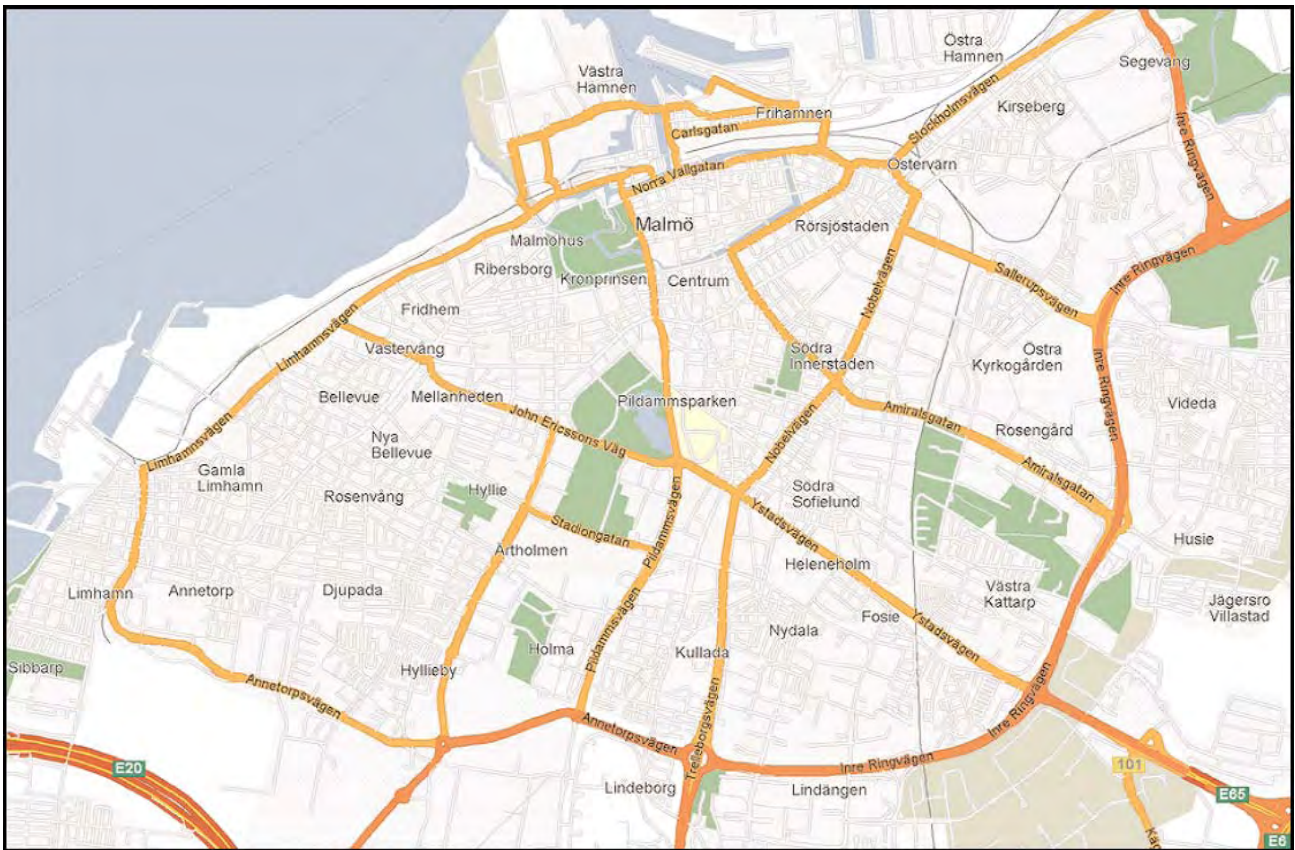 Östra
Hamnen
Segevång
Västra
Hamnen
Kirseberg
Frihamnen
Stockholmsvägen
Carlsgatan
Inre Ringvägen
Östervärn
Norra Vallgatan
Malmö
Rörsjöstaden
Malmöhus
Ribersborg
Kronprinsen
Centrum
Sallerupsvägen
Inre Ringvägen
Nobelvägen
Fridhem
Limhamnsvägen
Västervång
Södra
Innerstaden
Östra
Kyrkogården
Inre Ringvägen
Bellevue
Mellanheden
Pildammsparken
Videda
John Ericssons Väg
Amiralsgatan
Rosengård
Limhamnsvägen
Nya
Bellevue
Nobelvägen
Gamla
Limhamn
Rosenvång
Hyllie
Södra
Sofielund
Amiralsgatan
Stadiongatan
Pildammsvägen
Ystadsvägen
Husie
Ärtholmen
Heleneholm
Limhamn
Annetorp
Djupada
Västra
Kattarp
Jägersro
Villastad
Fosie
Nydala
Ystadsvägen
Holma
Pildammsvägen
Kullada
Sibbarp
Hyllieby
Annetorpsvägen
Annetorpsvägen
Trelleborgsvägen
Inre Ringvägen
Inre Ringvägen
E20
101
Lindeborg
Lindängen
E65
E6